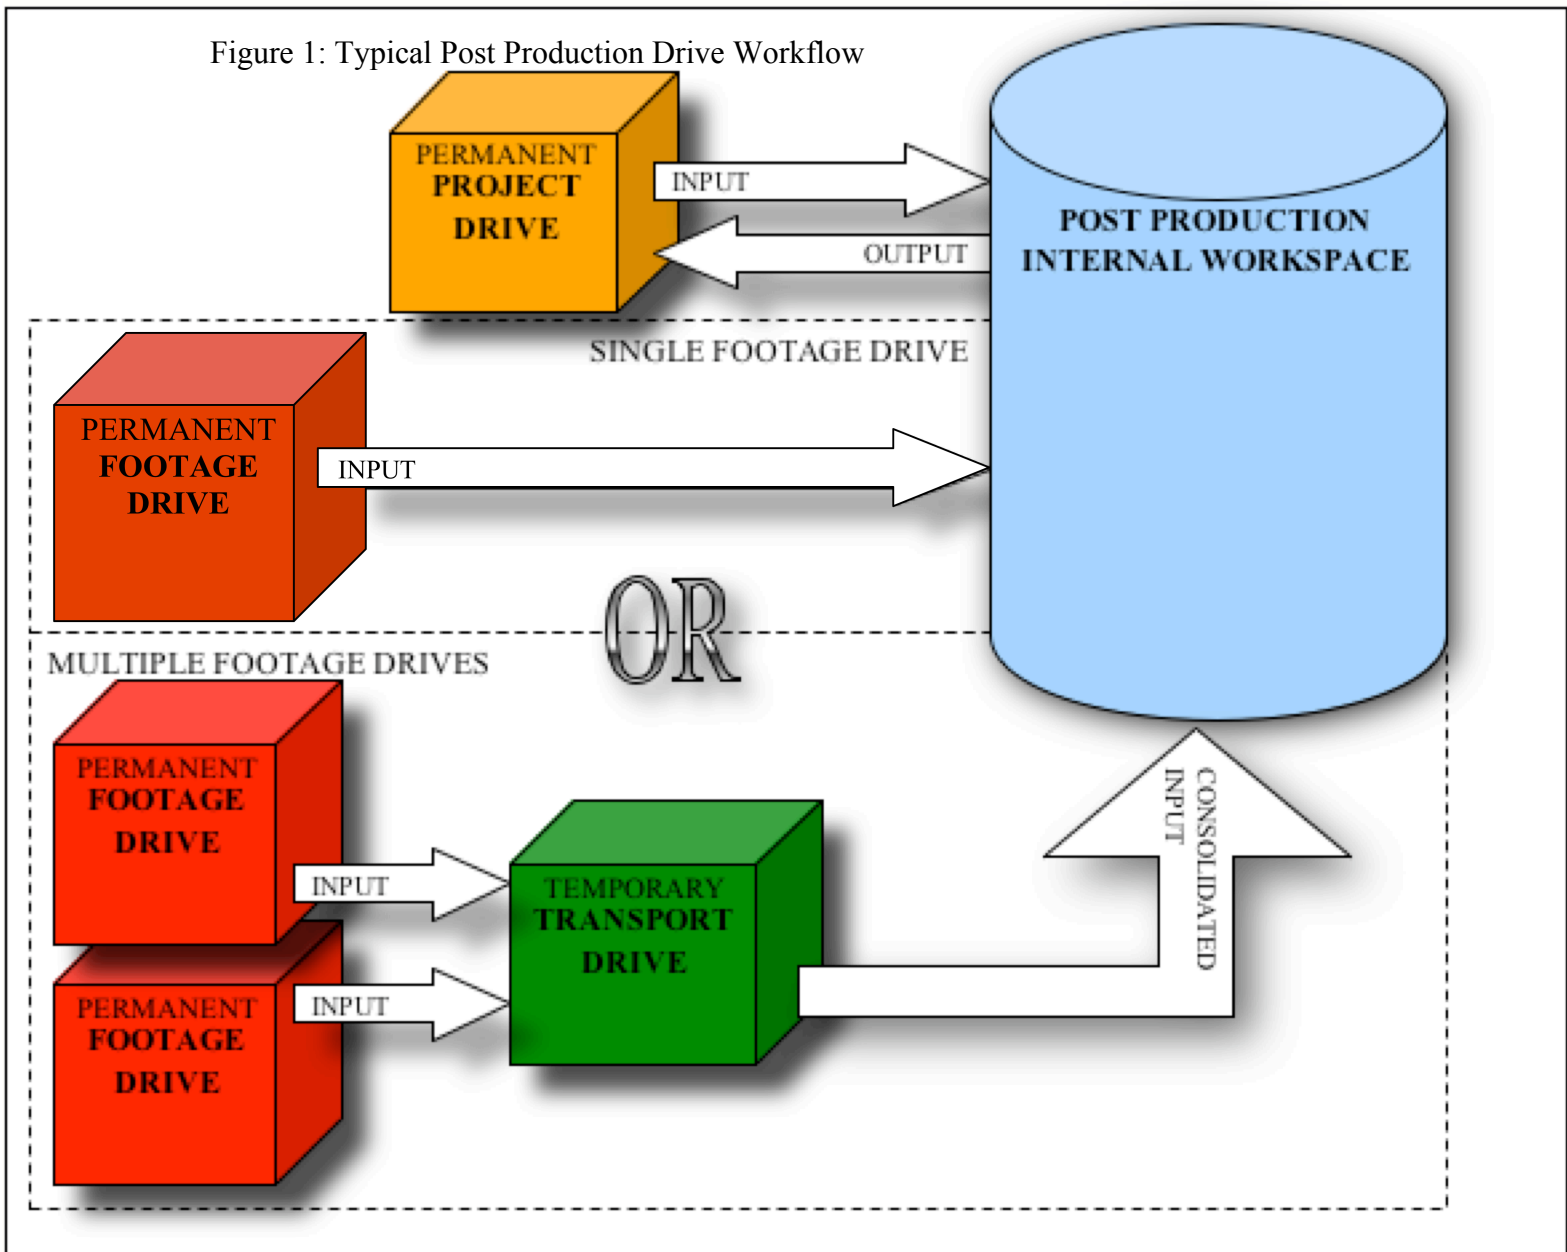 Figure 1: Typical Post Production Drive Workflow
PERMANENT
PROJECT
DRIVE
INPUT
OUTPUT
POST PRODUCTION
INTERNAL WORKSPACE
SINGLE FOOTAGE DRIVE
PERMANENT
FOOTAGE
DRIVE
INPUT
OR
MULTIPLE FOOTAGE DRIVES
PERMANENT
FOOTAGE
DRIVE
INPUT
PERMANENT
FOOTAGE
DRIVE
INPUT
TEMPORARY
TRANSPORT
DRIVE
CONSOLIDATED
INPUT